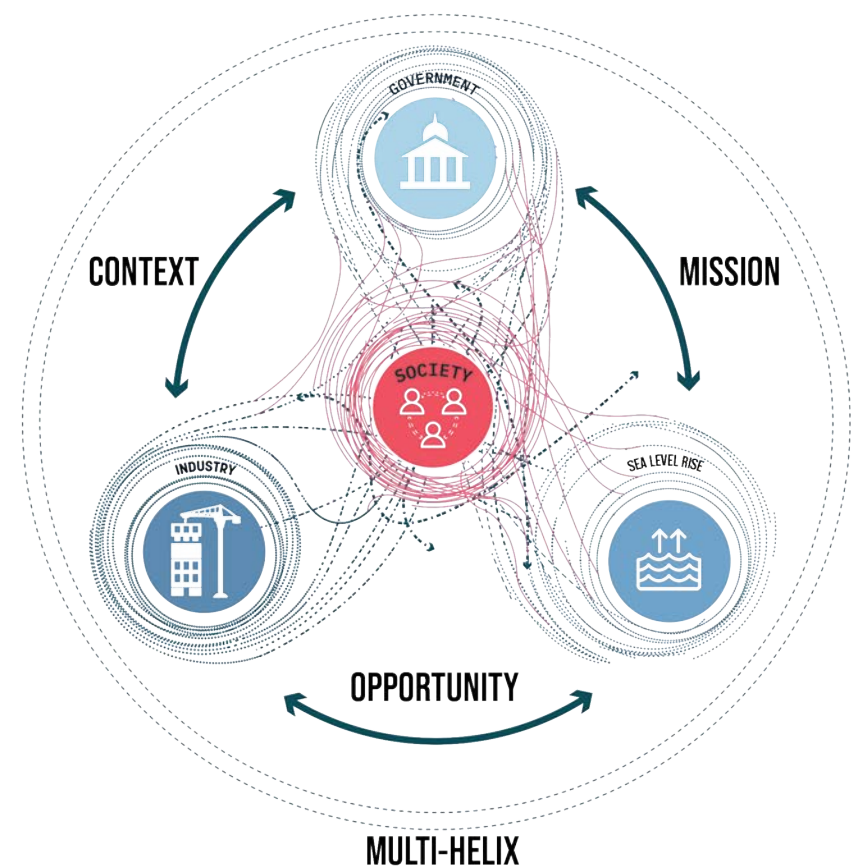 GOVERNMENT
CONTEXT
MISSION
SOCIETY
INDUSTRY
SEA LEVEL RISE
OPPORTUNITY
MULTI-HELIX